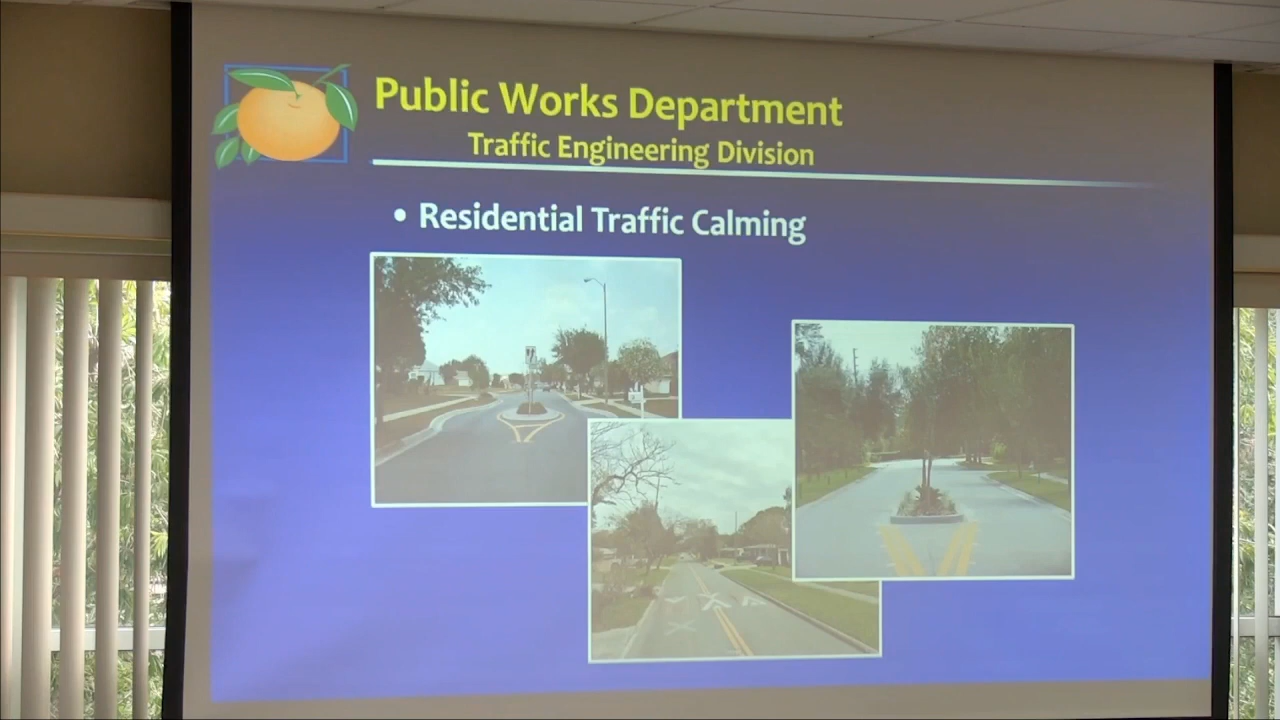 Public Works Department
Traffic Engineering Division
• Residential Traffic Calming